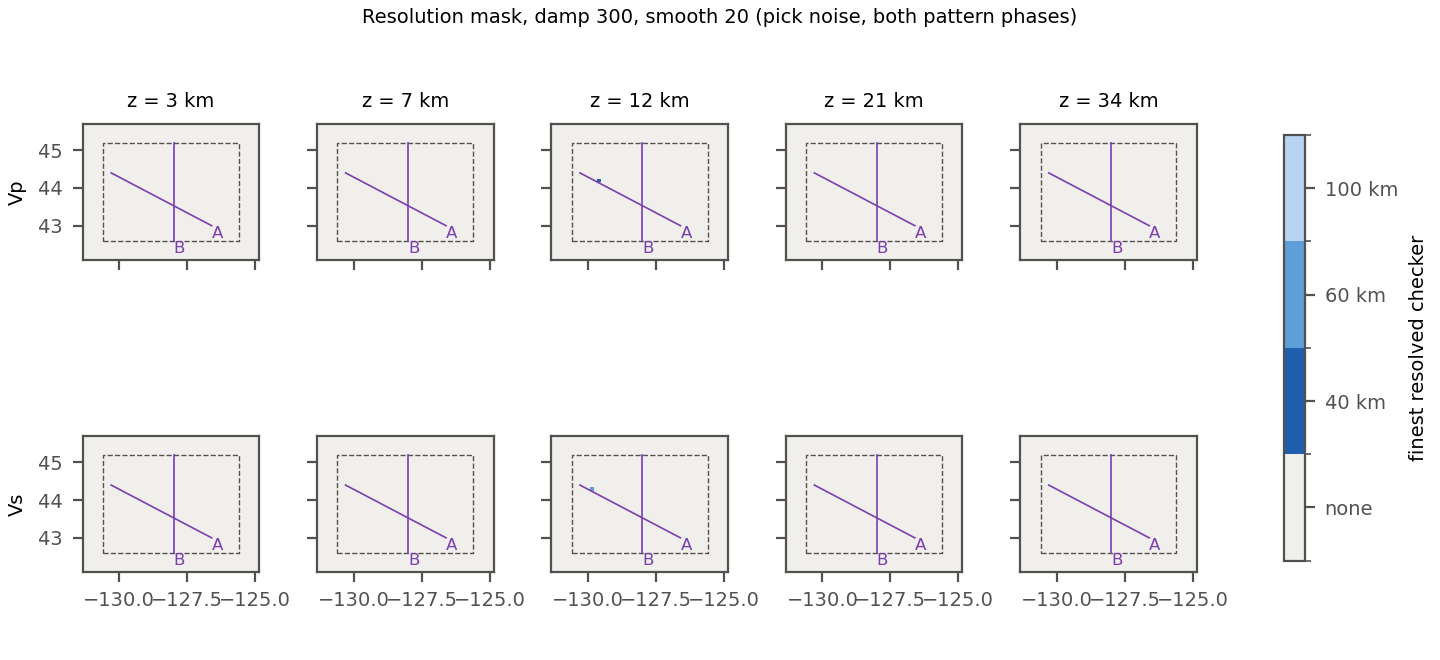 Resolution mask, damp 300, smooth 20 (pick noise, both pattern phases)
z = 3 km
z = 7 km
z = 12 km
z = 21 km
z = 34 km
Vp
45
44
43
A
B
A
B
A
B
A
B
A
B
Vs
45
44
43
A
B
A
B
A
B
A
B
A
B
−130.0 −127.5 −125.0
−130.0 −127.5 −125.0
−130.0 −127.5 −125.0
−130.0 −127.5 −125.0
−130.0 −127.5 −125.0
100 km
60 km
40 km
none
finest resolved checker